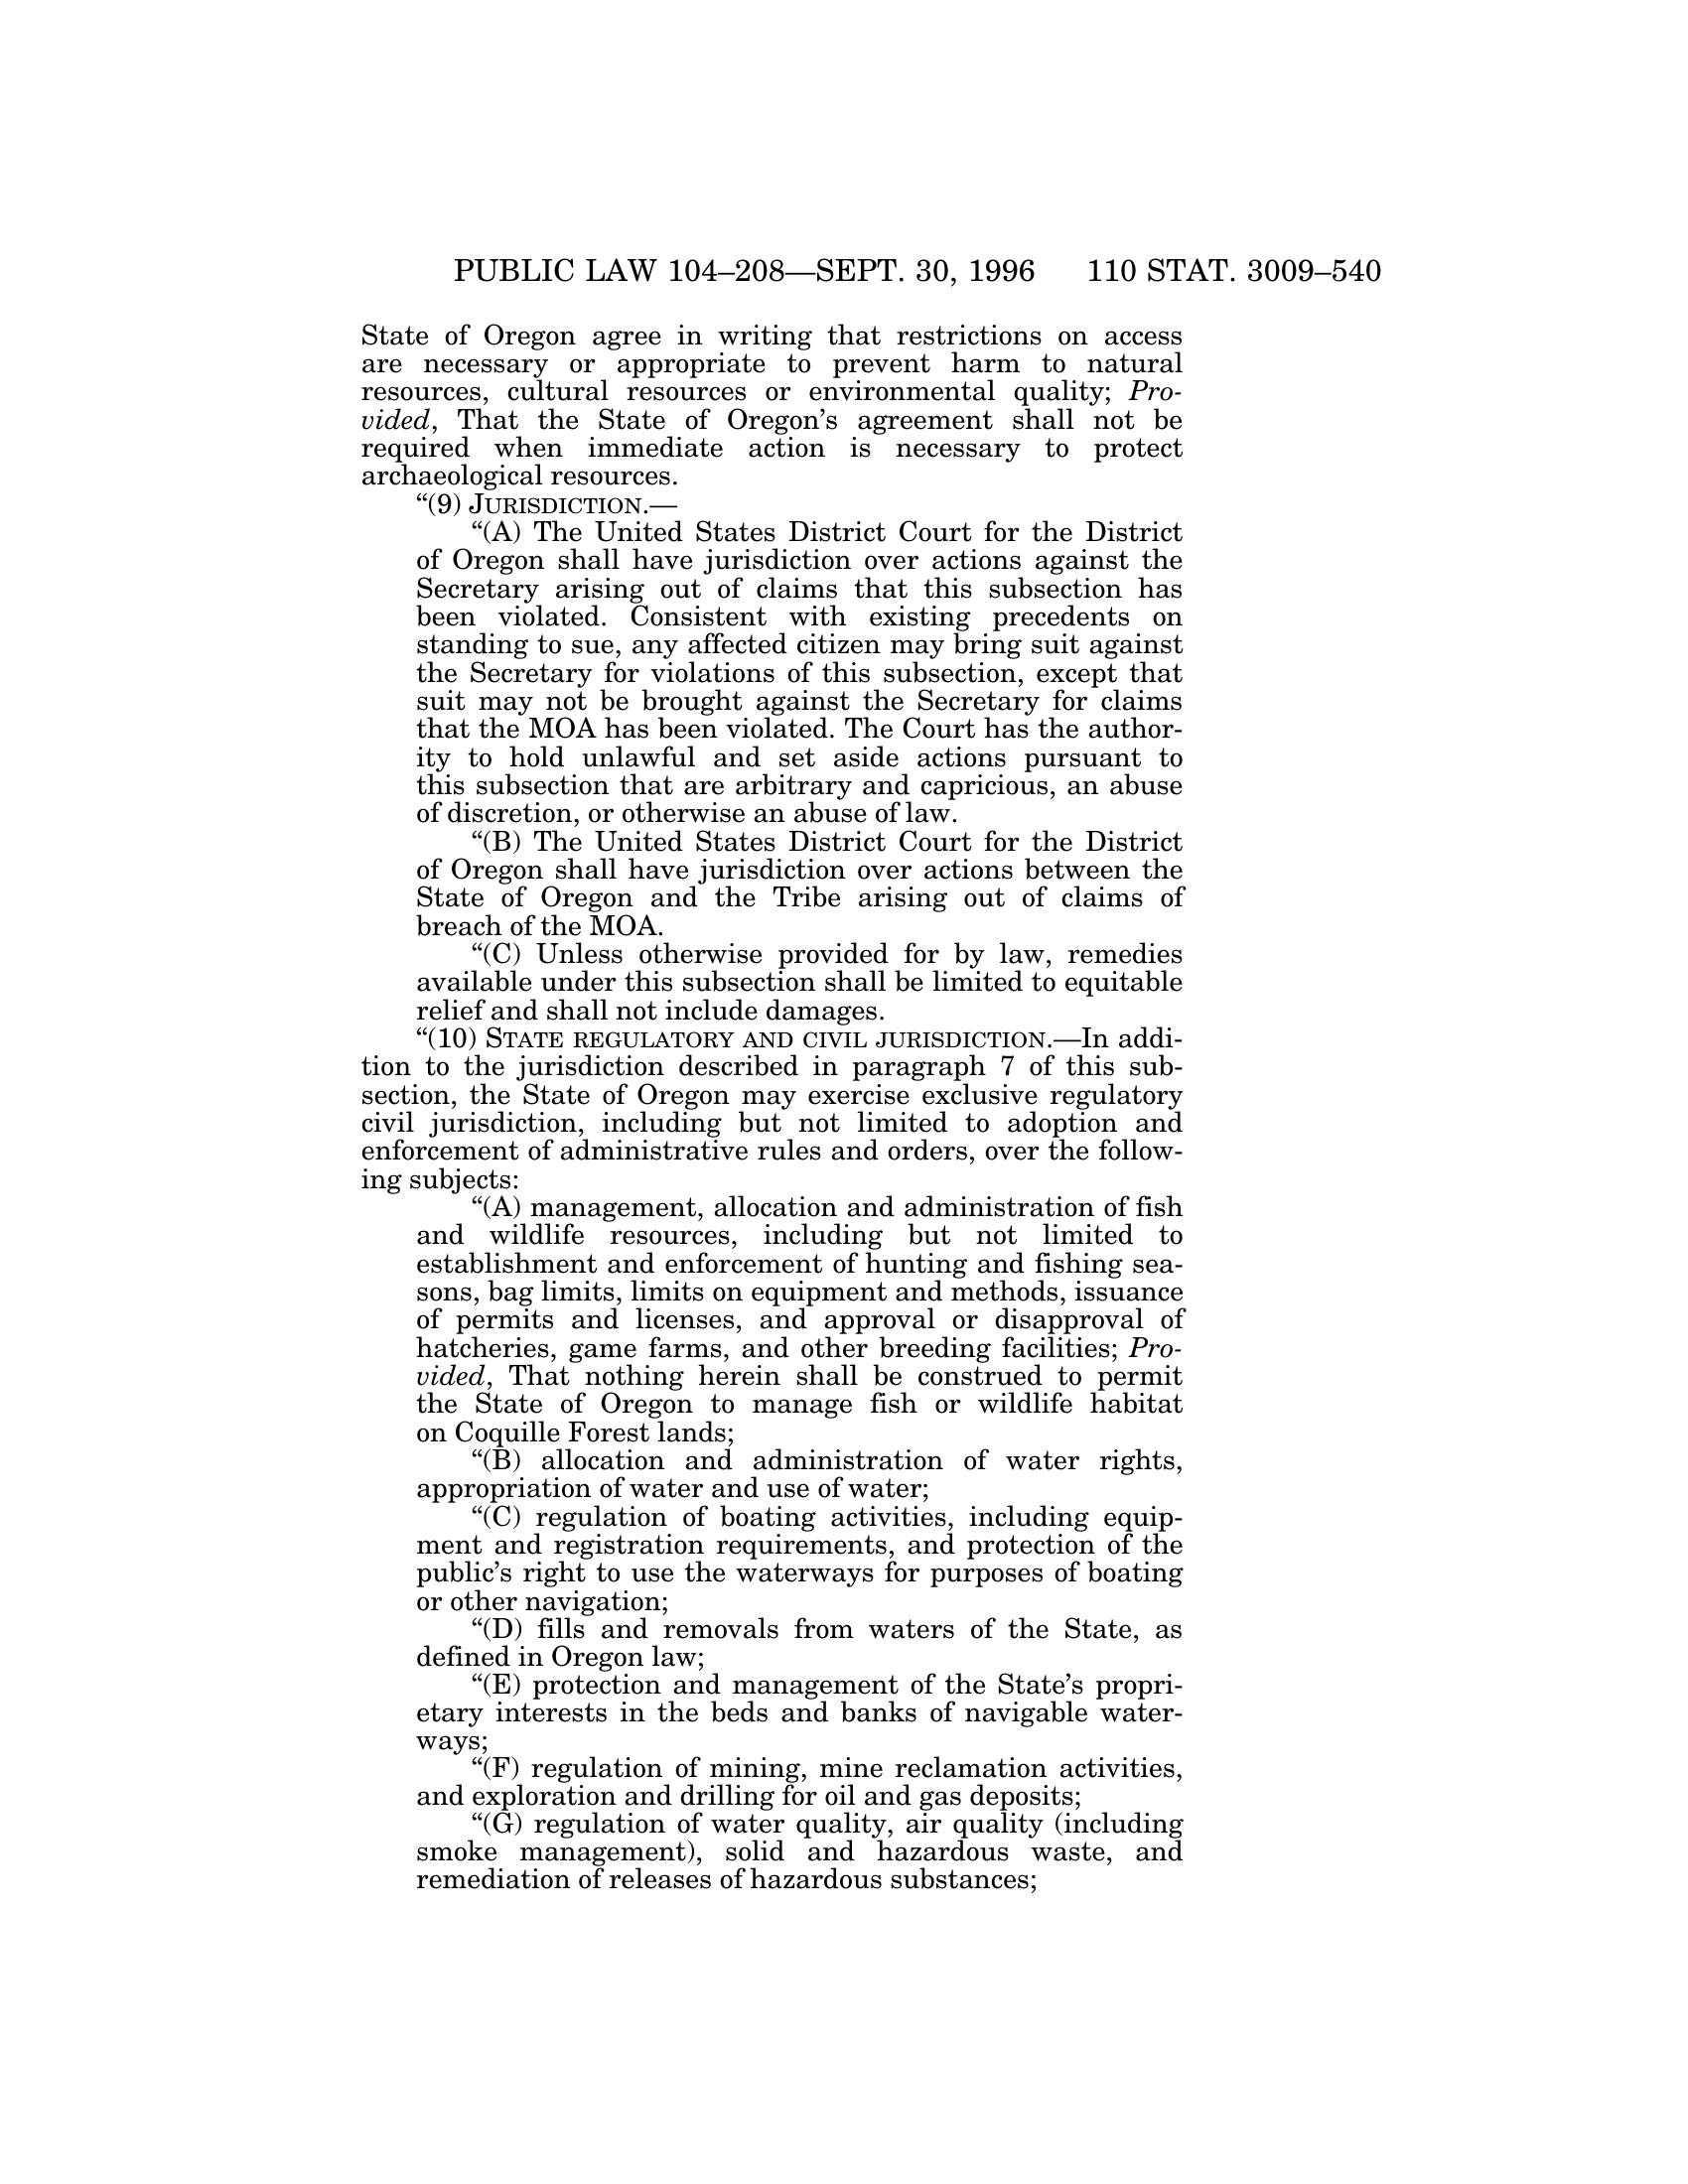 PUBLIC LAW 104–208—SEPT. 30, 1996 110 STAT. 3009–540
State of Oregon agree in writing that restrictions on access
are necessary or appropriate to prevent harm to natural
resources, cultural resources or environmental quality; Pro-
vided, That the State of Oregon’s agreement shall not be
required when immediate action is necessary to protect
archaeological resources.
“(9) JURISDICTION.—
“(A) The United States District Court for the District
of Oregon shall have jurisdiction over actions against the
Secretary arising out of claims that this subsection has
been violated. Consistent with existing precedents on
standing to sue, any affected citizen may bring suit against
the Secretary for violations of this subsection, except that
suit may not be brought against the Secretary for claims
that the MOA has been violated. The Court has the author-
ity to hold unlawful and set aside actions pursuant to
this subsection that are arbitrary and capricious, an abuse
of discretion, or otherwise an abuse of law.
“(B) The United States District Court for the District
of Oregon shall have jurisdiction over actions between the
State of Oregon and the Tribe arising out of claims of
breach of the MOA.
“(C) Unless otherwise provided for by law, remedies
available under this subsection shall be limited to equitable
relief and shall not include damages.
“(10) STATE REGULATORY AND CIVIL JURISDICTION.—In addi-
tion to the jurisdiction described in paragraph 7 of this sub-
section, the State of Oregon may exercise exclusive regulatory
civil jurisdiction, including but not limited to adoption and
enforcement of administrative rules and orders, over the follow-
ing subjects:
“(A) management, allocation and administration of fish
and wildlife resources, including but not limited to
establishment and enforcement of hunting and fishing sea-
sons, bag limits, limits on equipment and methods, issuance
of permits and licenses, and approval or disapproval of
hatcheries, game farms, and other breeding facilities; Pro-
vided, That nothing herein shall be construed to permit
the State of Oregon to manage fish or wildlife habitat
on Coquille Forest lands;
“(B) allocation and administration of water rights,
appropriation of water and use of water;
“(C) regulation of boating activities, including equip-
ment and registration requirements, and protection of the
public’s right to use the waterways for purposes of boating
or other navigation;
“(D) fills and removals from waters of the State, as
defined in Oregon law;
“(E) protection and management of the State’s propri-
etary interests in the beds and banks of navigable water-
ways;
“(F) regulation of mining, mine reclamation activities,
and exploration and drilling for oil and gas deposits;
“(G) regulation of water quality, air quality (including
smoke management), solid and hazardous waste, and
remediation of releases of hazardous substances;